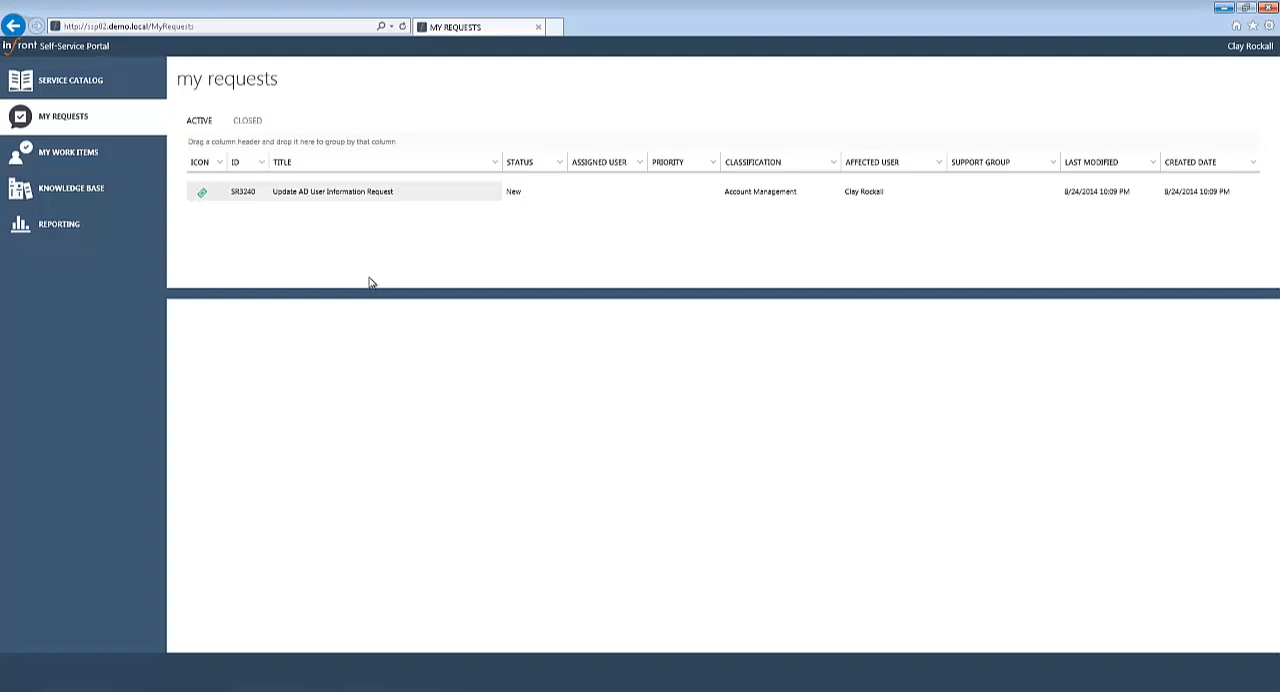 http://ssp02.demo.local/MyRequests
MY REQUESTS
infront Self-Service Portal
Clay Rockall
SERVICE CATALOG
MY REQUESTS
MY WORK ITEMS
KNOWLEDGE BASE
REPORTING
my requests
ACTIVE CLOSED
Drag a column header and drop it here to group by that column
ICON ID TITLE STATUS ASSIGNED USER PRIORITY CLASSIFICATION AFFECTED USER SUPPORT GROUP LAST MODIFIED CREATED DATE
SR3240 Update AD User Information Request New Account Management Clay Rockall 8/24/2014 10:09 PM 8/24/2014 10:09 PM